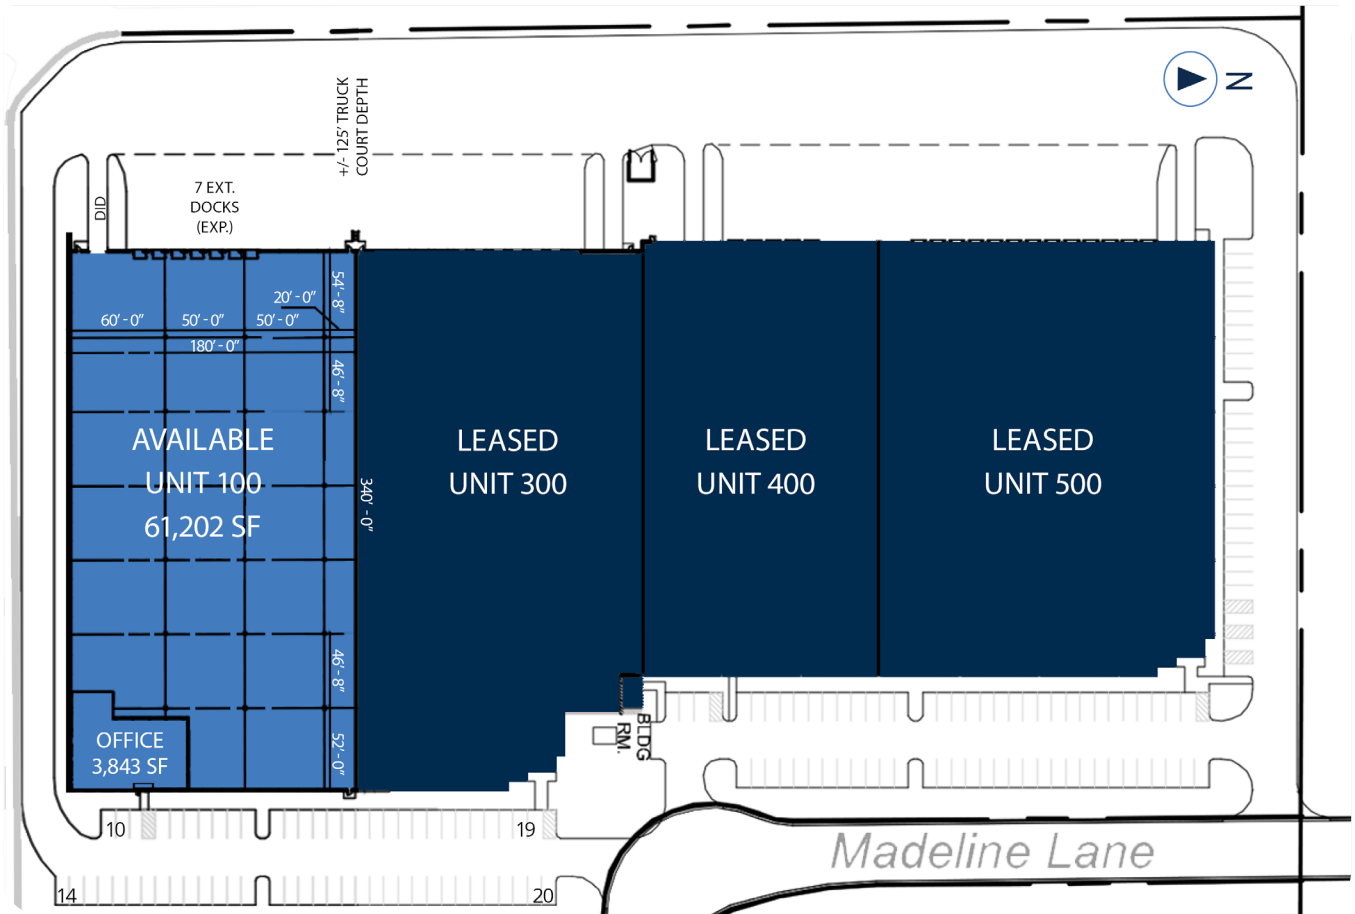 N
+/- 125' TRUCK
COURT DEPTH
7 EXT.
DOCKS
(EXP.)
DID
54' - 8"
20' - 0"
60' - 0"
50' - 0"
50' - 0"
180' - 0"
46' - 8"
AVAILABLE
UNIT 100
61,202 SF
340' - 0"
LEASED
UNIT 300
LEASED
UNIT 400
LEASED
UNIT 500
46' - 8"
52' - 0"
OFFICE
3,843 SF
BLDG
RM.
10
19
14
20
Madeline Lane